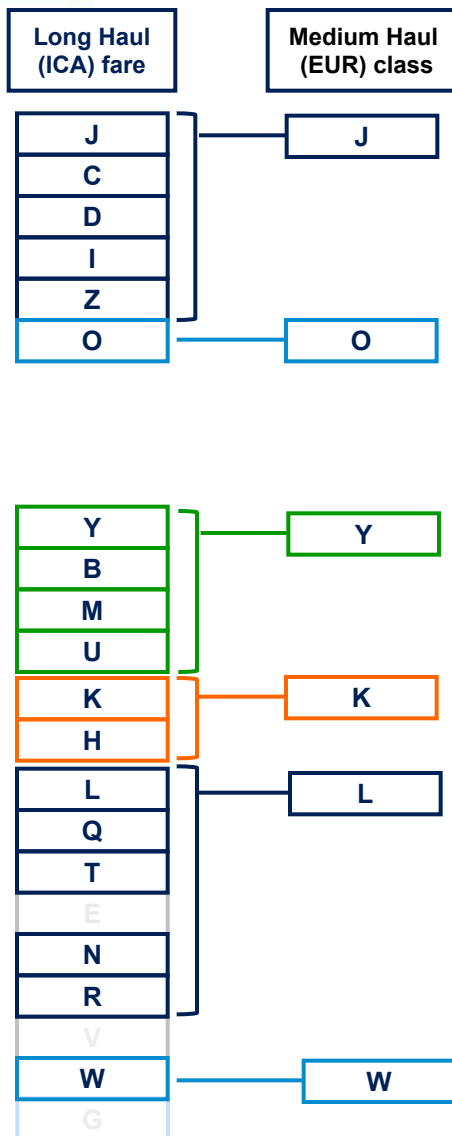 Long Haul
(ICA) fare
Medium Haul
(EUR) class
J
J
C
D
I
Z
O
O
Y
Y
B
M
U
K
K
H
L
L
Q
T
E
N
R
V
W
W
G